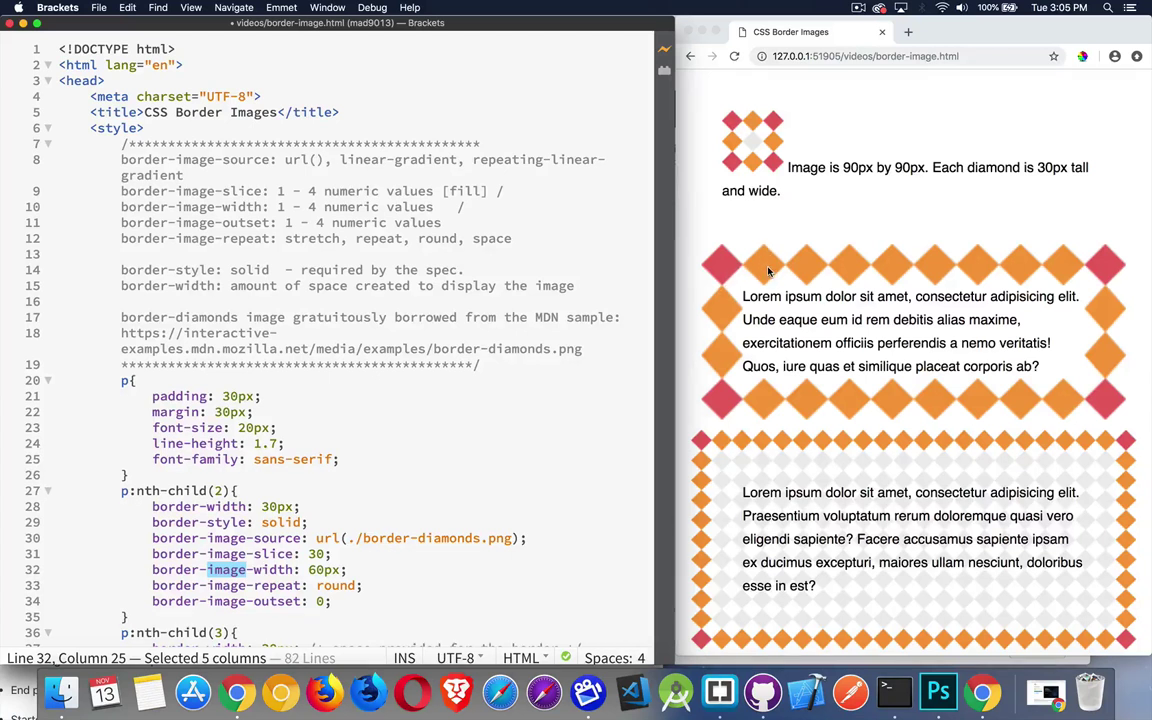 Brackets File Edit Find View Navigate Emmet Window Debug Help 100% Tue 3:05 PM
• videos/border-image.html (mad9013) — Brackets
1 <!DOCTYPE html>
2 <html lang="en">
3 <head>
4 <meta charset="UTF-8">
5 <title>CSS Border Images</title>
6 <style>
7 /*********************************************
8 border-image-source: url(), linear-gradient, repeating-linear-
gradient
9 border-image-slice: 1 - 4 numeric values [fill] /
10 border-image-width: 1 - 4 numeric values /
11 border-image-outset: 1 - 4 numeric values
12 border-image-repeat: stretch, repeat, round, space
13
14 border-style: solid - required by the spec.
15 border-width: amount of space created to display the image
16
17 border-diamonds image gratuitously borrowed from the MDN sample:
18 https://interactive-
examples.mdn.mozilla.net/media/examples/border-diamonds.png
19 *********************************************/
20 p{
21 padding: 30px;
22 margin: 30px;
23 font-size: 20px;
24 line-height: 1.7;
25 font-family: sans-serif;
26 }
27 p:nth-child(2){
28 border-width: 30px;
29 border-style: solid;
30 border-image-source: url(./border-diamonds.png);
31 border-image-slice: 30;
32 border-image-width: 60px;
33 border-image-repeat: round;
34 border-image-outset: 0;
35 }
36 p:nth-child(3){
Line 32, Column 25 — Selected 5 columns — 82 Lines INS UTF-8 HTML Spaces: 4
CSS Border Images
127.0.0.1:51905/videos/border-image.html
Image is 90px by 90px. Each diamond is 30px tall
and wide.
Lorem ipsum dolor sit amet, consectetur adipisicing elit.
Unde eaque eum id rem debitis alias maxime,
exercitationem officiis perferendis a nemo veritatis!
Quos, iure quas et similique placeat corporis ab?
Lorem ipsum dolor sit amet, consectetur adipisicing elit.
Praesentium voluptatum rerum doloremque quasi vero
eligendi sapiente? Facere accusamus sapiente ipsam
ex ducimus excepturi, maiores ullam nesciunt, doloribus
esse in est?
• End p
NOV
13
Ps